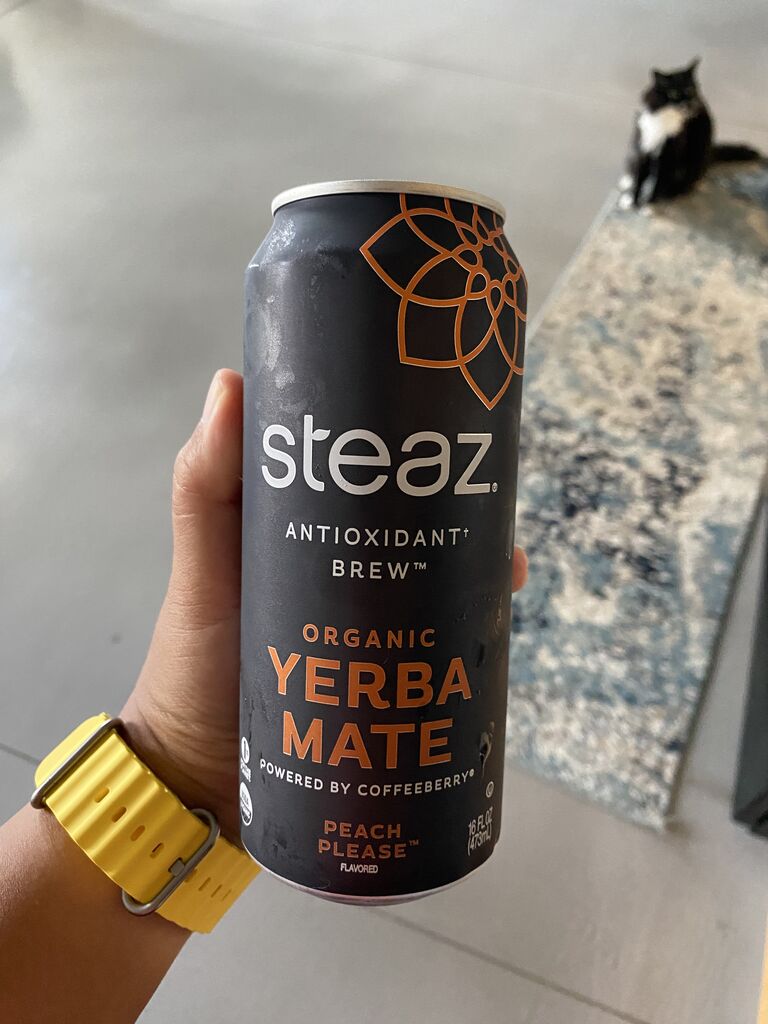 steaz®
ANTIOXIDANT†
BREW™
ORGANIC
YERBA
MATE
POWERED BY COFFEEBERRY®
PEACH
PLEASE™
FLAVORED
16 FL OZ
(473mL)